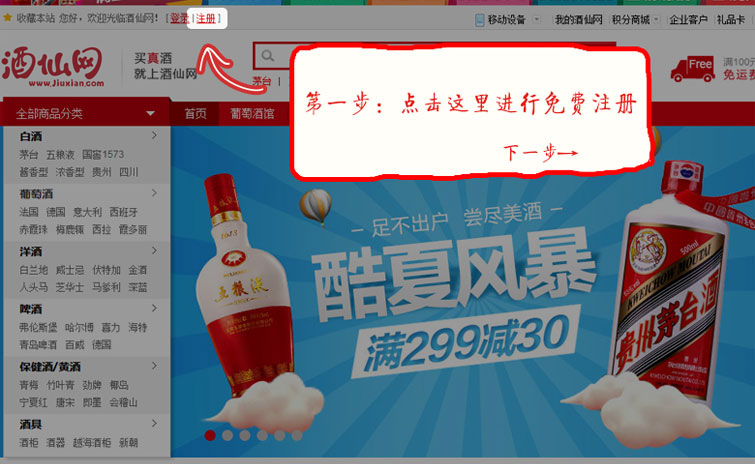 收藏本站 您好，欢迎光临酒仙网！ [ 登录 | 注册 ]
移动设备 我的酒仙网 积分商城 企业客户 礼品卡
酒仙网
www.jiuxian.com
买真酒
就上酒仙网
茅台
Free
满100元
免运费
第一步：点击这里进行免费注册
下一步→
全部商品分类 首页 葡萄酒馆
白酒
茅台 五粮液 国窖1573
酱香型 浓香型 贵州 四川
葡萄酒
法国 德国 意大利 西班牙
赤霞珠 梅鹿辄 西拉 霞多丽
洋酒
白兰地 威士忌 伏特加 金酒
人头马 芝华士 马爹利 深蓝
啤酒
弗伦斯堡 哈尔博 喜力 海特
青岛啤酒 百威 德国
保健酒/黄酒
青梅 竹叶青 劲牌 椰岛
宁夏红 唐宋 即墨 会稽山
酒具
酒柜 酒器 越海酒柜 新朝
足不出户 尝尽美酒
酷夏风暴
满299减30
五粮液
500ml
KWEICHOW MOUTAI
贵州茅台酒
中国贵州